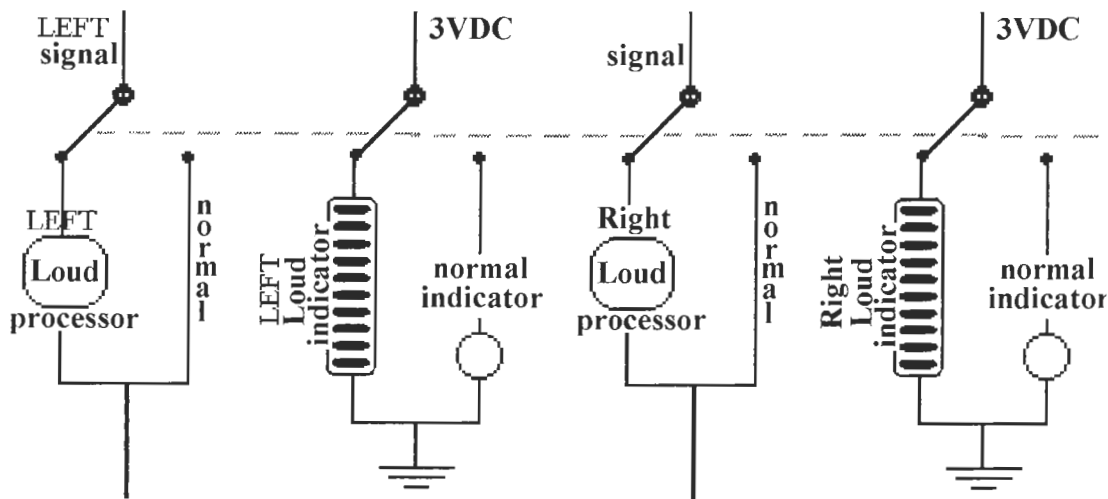 LEFT
signal
3VDC
signal
3VDC
LEFT
Loud
processor
normal
LEFT
Loud
indicator
normal
indicator
Right
Loud
processor
normal
Right
Loud
indicator
normal
indicator